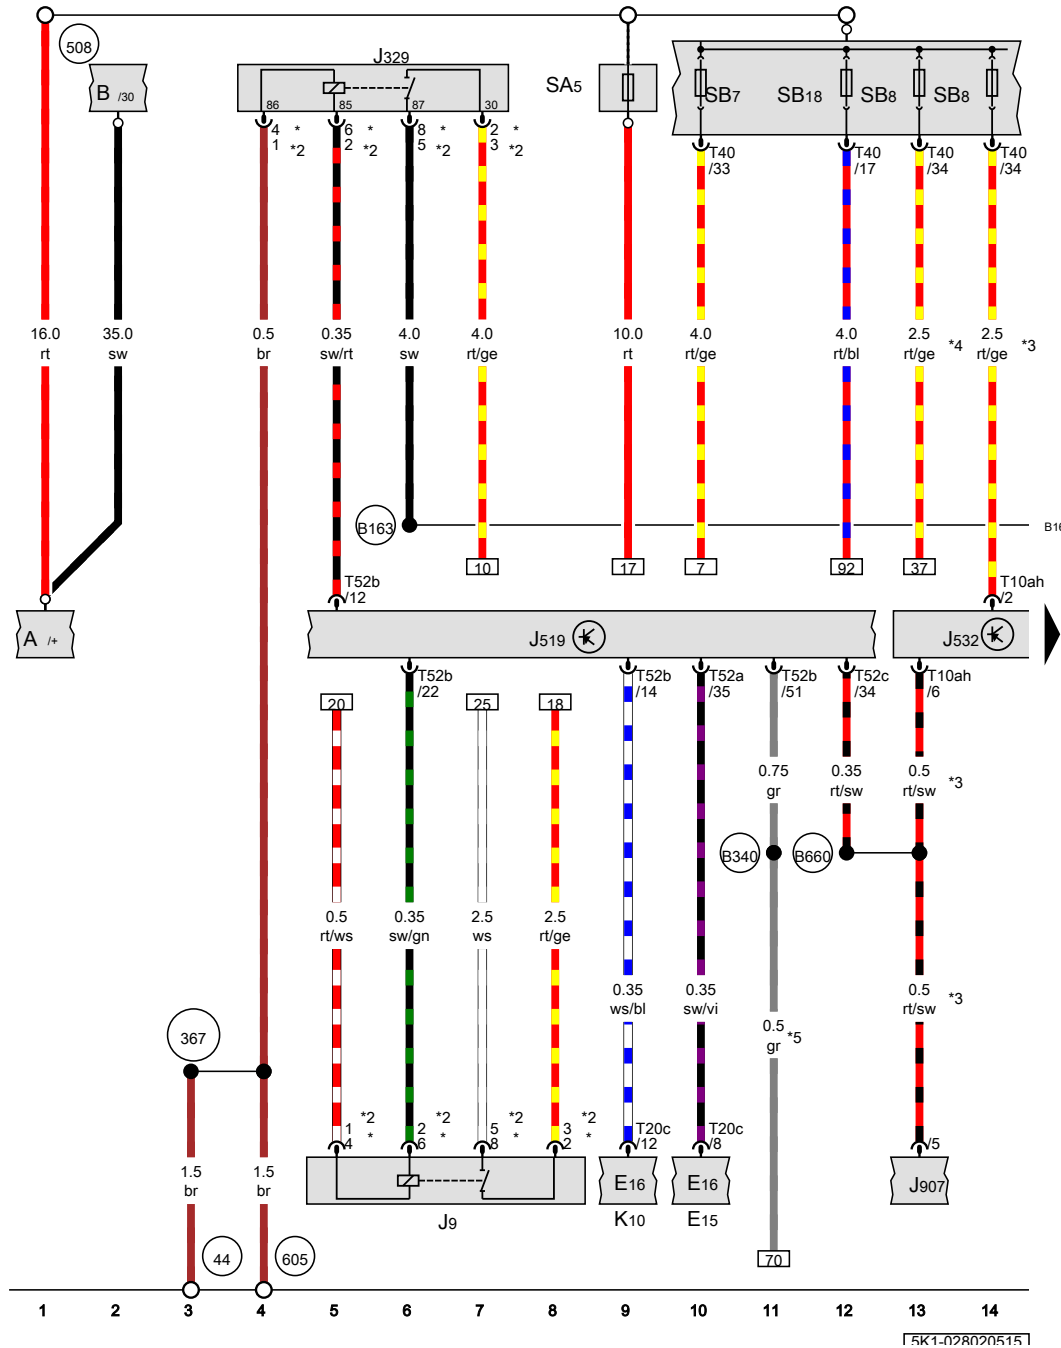 508
B /30
J329
86 85 87 30
4 * 6 * 8 * 2 *
1 *2 2 *2 5 *2 3 *2
SA5
SB7 SB18 SB8 SB8
T40 T40 T40 T40
/33 /17 /34 /34
16.0 35.0 0.5 0.35 4.0 4.0 10.0 4.0 4.0 2.5 2.5
rt sw br sw/rt sw rt/ge rt rt/ge rt/bl rt/ge *4 rt/ge *3
B163
B16
10 17 7 92 37
T52b T10ah
/12 /2
A /+
J519 J532
T52b T52b T52a T52b T52c T10ah
/22 /14 /35 /51 /34 /6
20 25 18
0.75 0.35 0.5
gr rt/sw rt/sw *3
B340 B660
0.5 0.35 2.5 2.5
rt/ws sw/gn ws rt/ge
0.35 0.35 0.5
ws/bl sw/vi rt/sw *3
0.5 *5
gr
367
1 *2 2 *2 5 *2 3 *2
4 * 6 * 8 * 2 *
T20c T20c
/12 /8 /5
1.5 1.5
br br
J9
E16 E16 J907
K10 E15
44 605
70
1 2 3 4 5 6 7 8 9 10 11 12 13 14
5K1-028020515